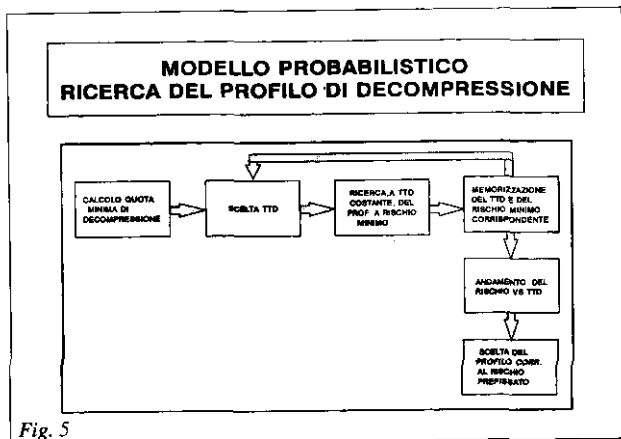 MODELLO PROBABILISTICO
RICERCA DEL PROFILO DI DECOMPRESSIONE
CALCOLO QUOTA
MINIMA DI
DECOMPRESSIONE
SCELTA TTD
RICERCA, A TTD
COSTANTE, DEL
PROF A RISCHIO
MINIMO
MEMORIZZAZIONE
DEL TTD E DEL
RISCHIO MINIMO
CORRISPONDENTE
ANDAMENTO DEL
RISCHIO VS TTD
SCELTA DEL
PROFILO CORR.
AL RISCHIO
PREFISSATO
Fig. 5